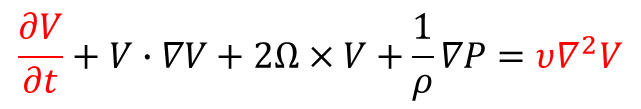 ∂V/∂t + V · ∇V + 2Ω × V + 1/ρ ∇P = υ∇²V